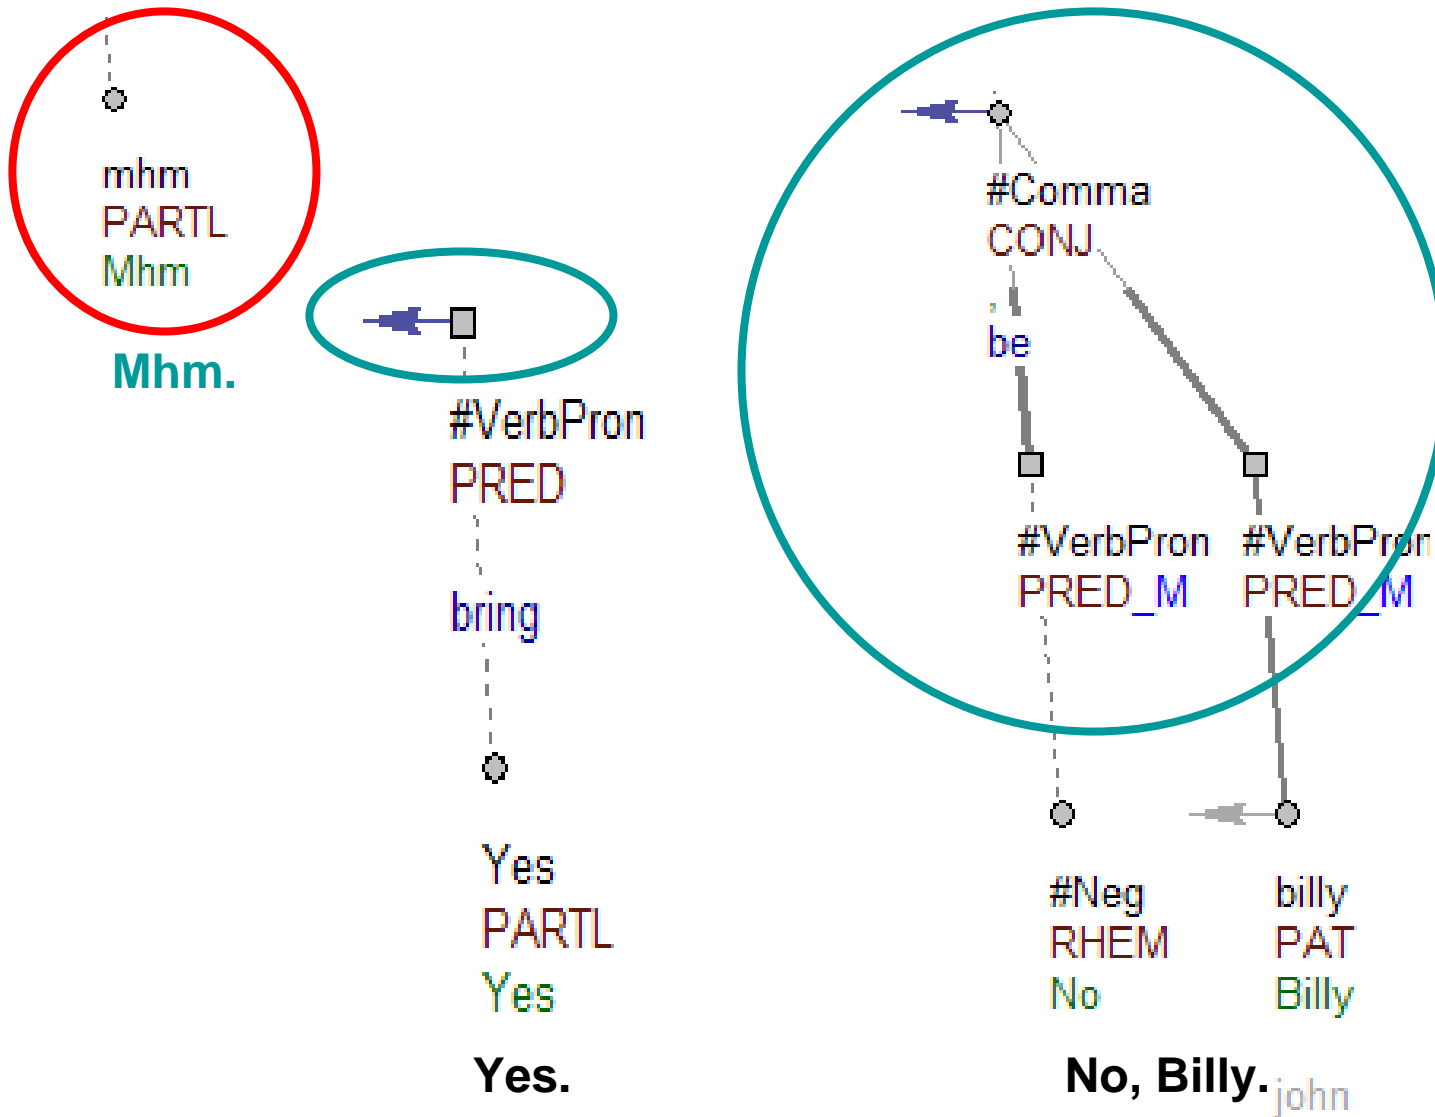 mhm
PARTL
Mhm
Mhm.
#VerbPron
PRED
bring
Yes
PARTL
Yes
Yes.
#Comma
CONJ
,
be
#VerbPron
PRED_M
#VerbPron
PRED_M
#Neg
RHEM
No
billy
PAT
Billy
No, Billy.
john